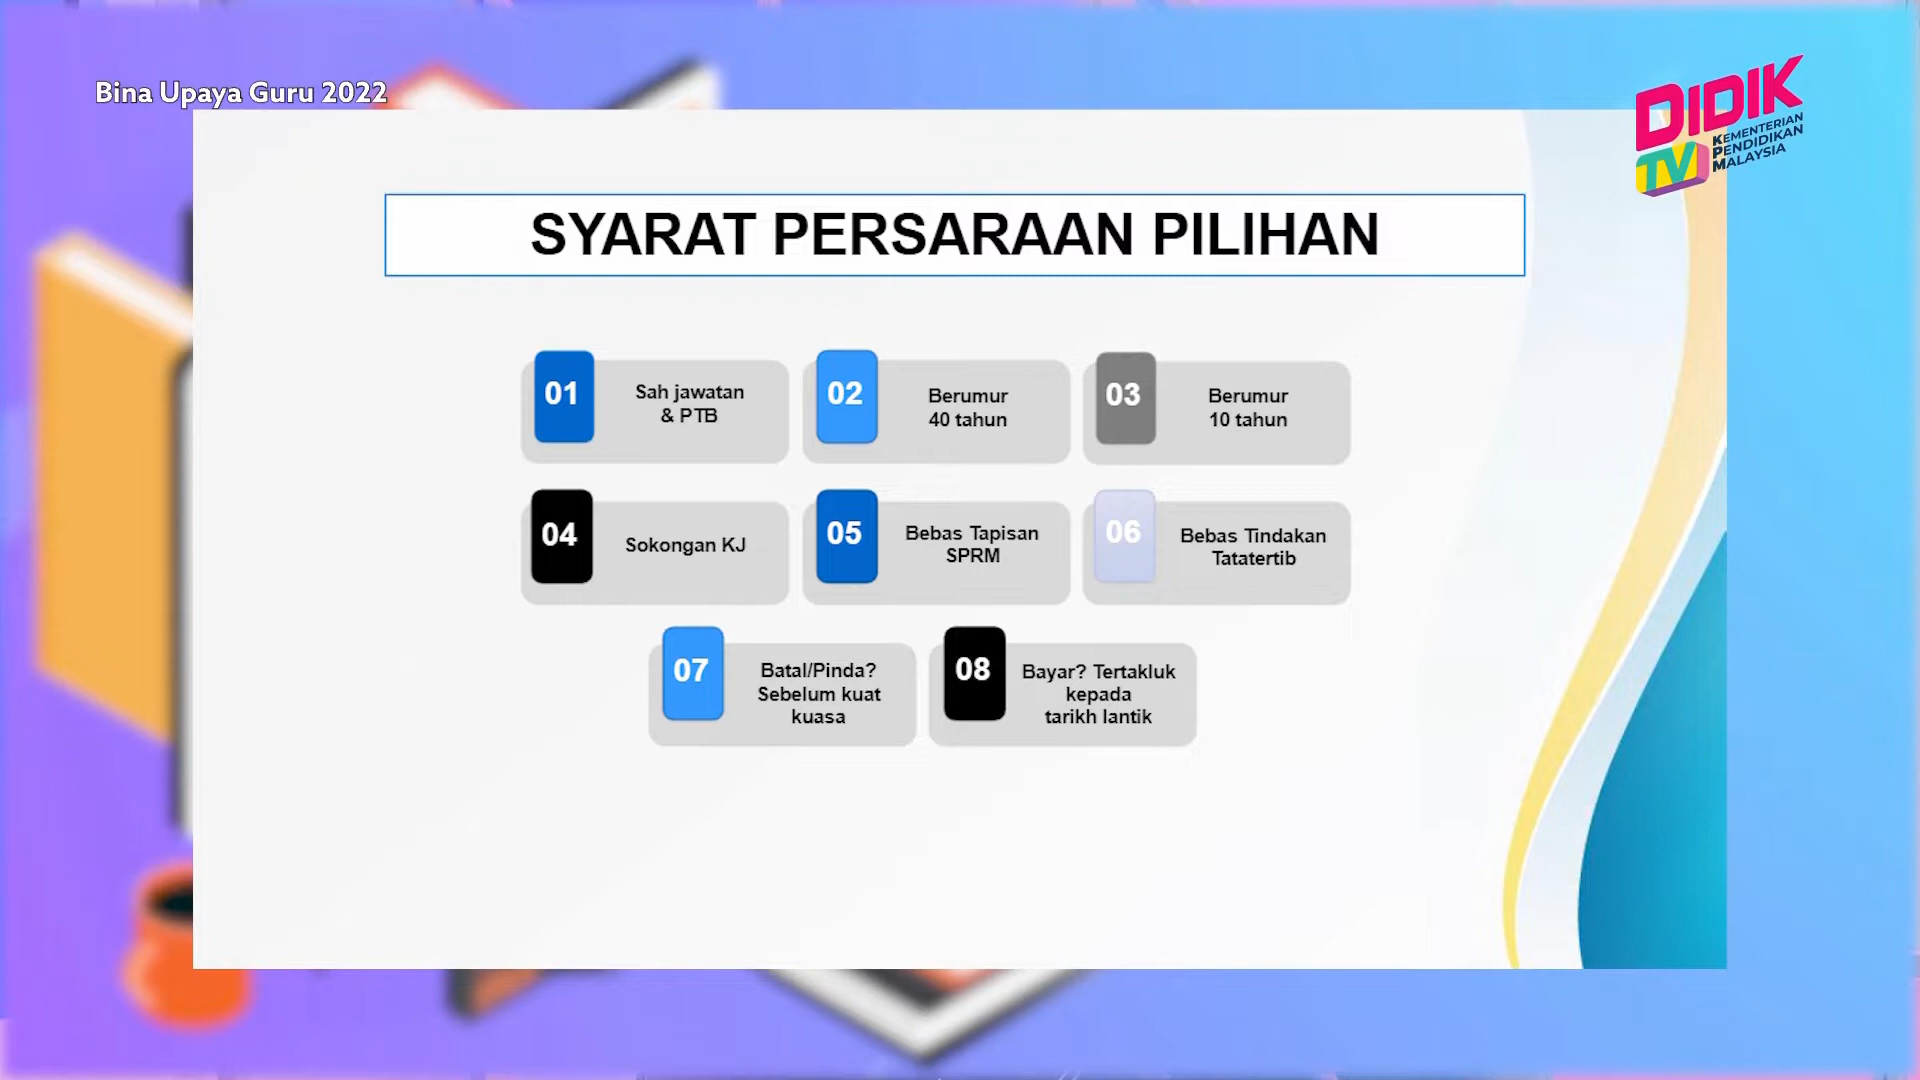 Bina Upaya Guru 2022
DIDIK
TV
KEMENTERIAN
PENDIDIKAN
MALAYSIA
SYARAT PERSARAAN PILIHAN
01
Sah jawatan
& PTB
02
Berumur
40 tahun
03
Berumur
10 tahun
04
Sokongan KJ
05
Bebas Tapisan
SPRM
06
Bebas Tindakan
Tatatertib
07
Batal/Pinda?
Sebelum kuat
kuasa
08
Bayar? Tertakluk
kepada
tarikh lantik